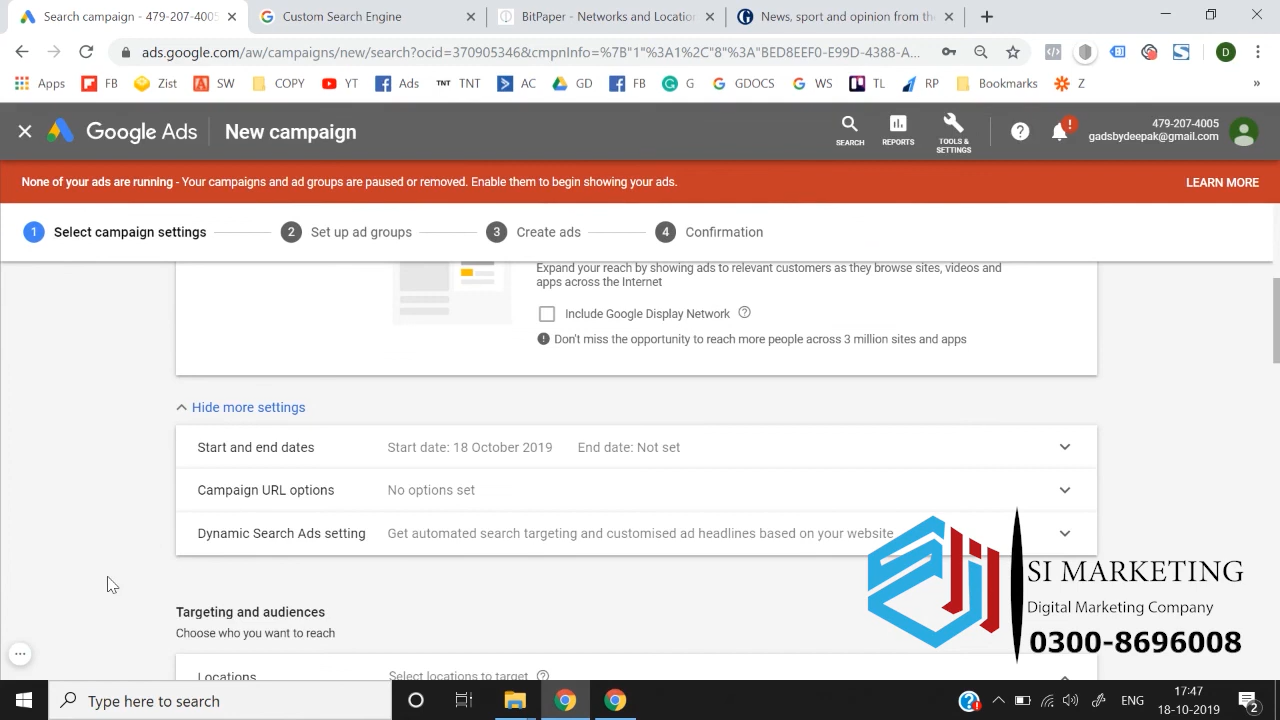 Search campaign - 479-207-4005
Custom Search Engine
BitPaper - Networks and Location
News, sport and opinion from the
ads.google.com/aw/campaigns/new/search?ocid=370905346&cmpnInfo=%7B"1"%3A1%2C"8"%3A"BED8EEF0-E99D-4388-A...
D
Apps FB Zist SW COPY YT Ads TNT TNT AC GD FB G GDOCS WS TL RP Bookmarks Z »
Google Ads
New campaign
SEARCH
REPORTS
TOOLS &
SETTINGS
479-207-4005
gadsbydeepak@gmail.com
None of your ads are running - Your campaigns and ad groups are paused or removed. Enable them to begin showing your ads.
LEARN MORE
1 Select campaign settings
2 Set up ad groups
3 Create ads
4 Confirmation
Expand your reach by showing ads to relevant customers as they browse sites, videos and
apps across the Internet
Include Google Display Network
Don't miss the opportunity to reach more people across 3 million sites and apps
Hide more settings
Start and end dates Start date: 18 October 2019 End date: Not set
Campaign URL options No options set
Dynamic Search Ads setting Get automated search targeting and customised ad headlines based on your website
SI MARKETING
Digital Marketing Company
0300-8696008
Targeting and audiences
Choose who you want to reach
Locations Select locations to target
Type here to search
ENG
17:47
18-10-2019
2